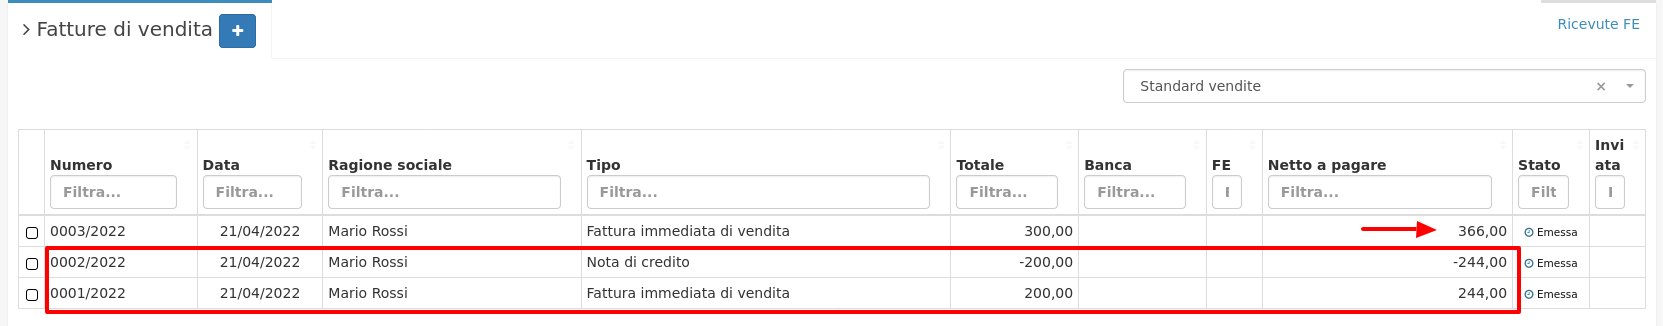 Fatture di vendita +
Ricevute FE
Standard vendite ×
Numero Data Ragione sociale Tipo Totale Banca FE Netto a pagare Stato Invi
ata
Filtra... Filtra... Filtra... Filtra... Filtra... Filtra... Filtra... Filt
0003/2022 21/04/2022 Mario Rossi Fattura immediata di vendita 300,00 366,00 Emessa
0002/2022 21/04/2022 Mario Rossi Nota di credito -200,00 -244,00 Emessa
0001/2022 21/04/2022 Mario Rossi Fattura immediata di vendita 200,00 244,00 Emessa